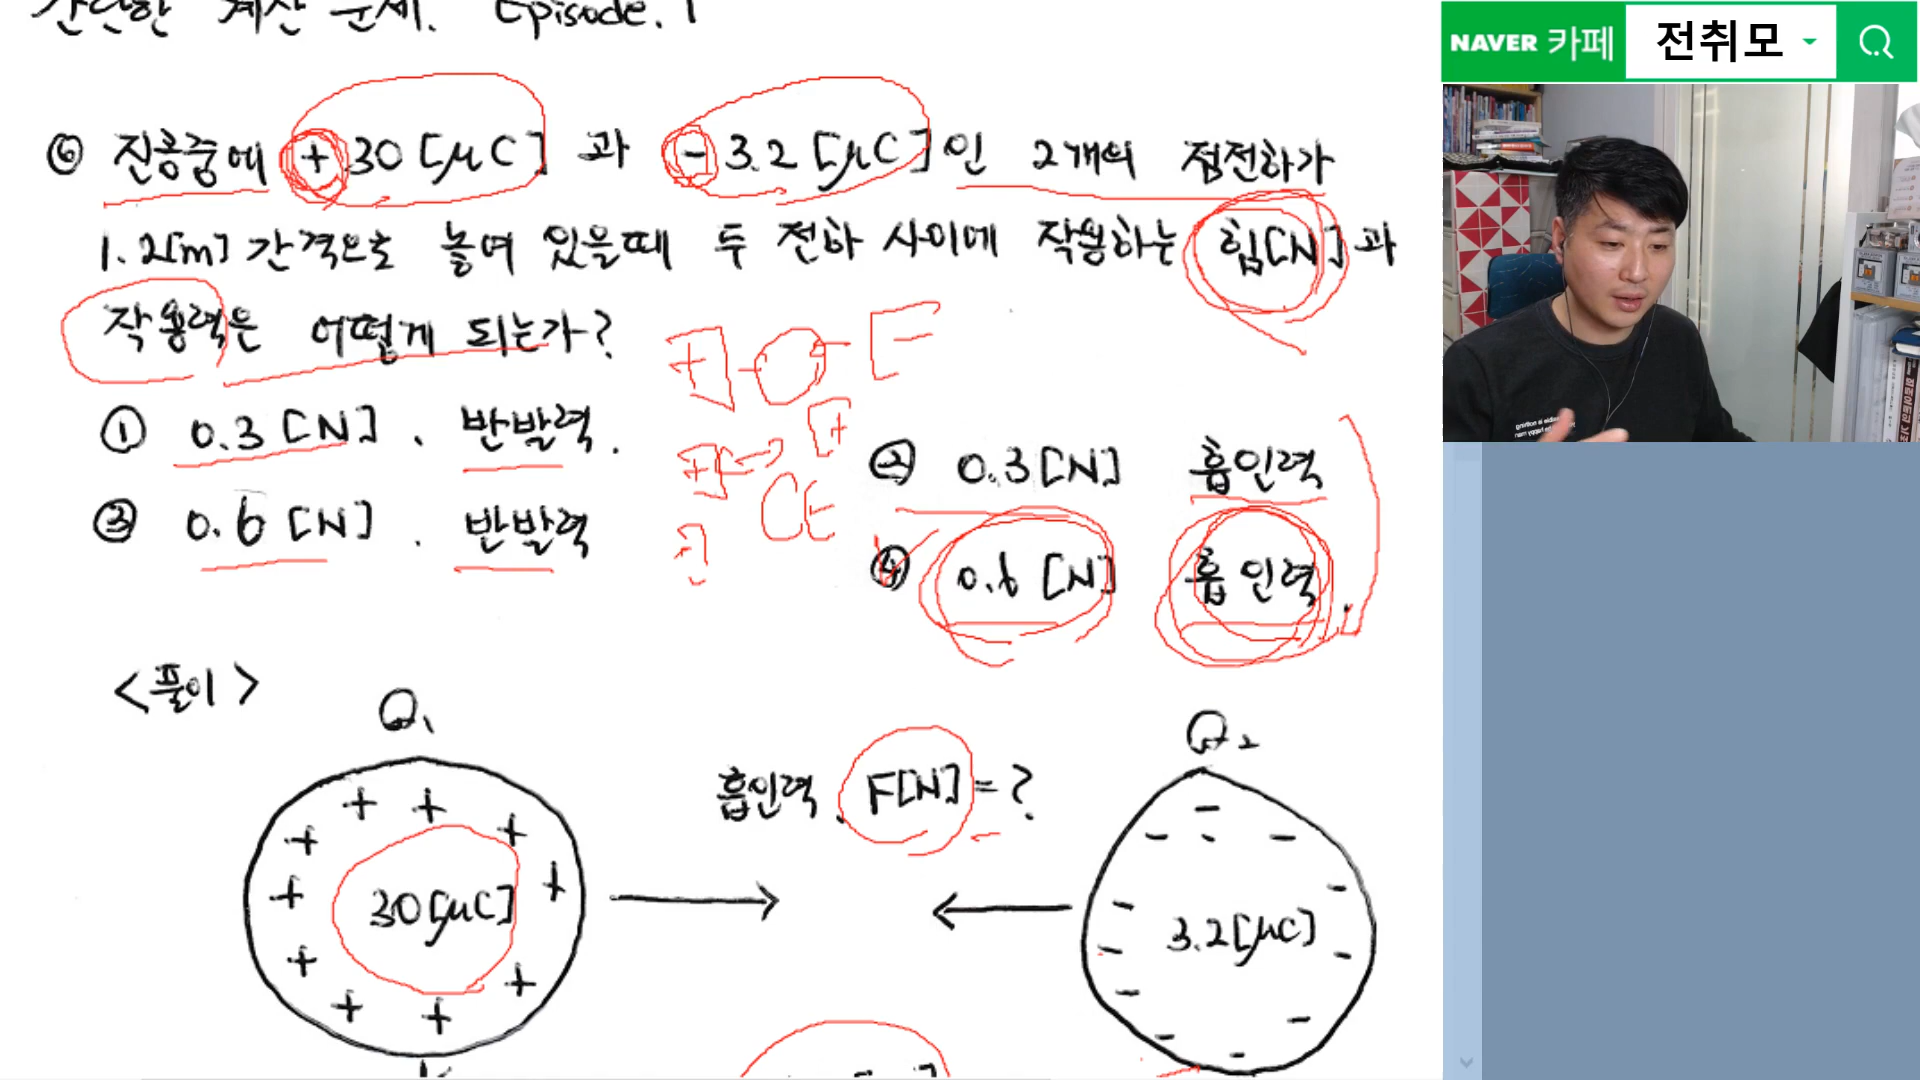 간단한 계산 문제. Episode. 1
NAVER 카페 전취모
⑥ 진공중에 +30[μC] 과 -3.2[μC]인 2개의 점전하가
1.2[m] 간격으로 놓여 있을때 두 전하 사이에 작용하는 힘[N]과
작용력은 어떻게 되는가?
① 0.3[N]. 반발력.
② 0.3[N] 흡인력
③ 0.6[N]. 반발력
④ 0.6[N] 흡인력
<풀이>
Q₁
Q₂
흡인력. F[N]=?
30[μC]
3.2[μC]